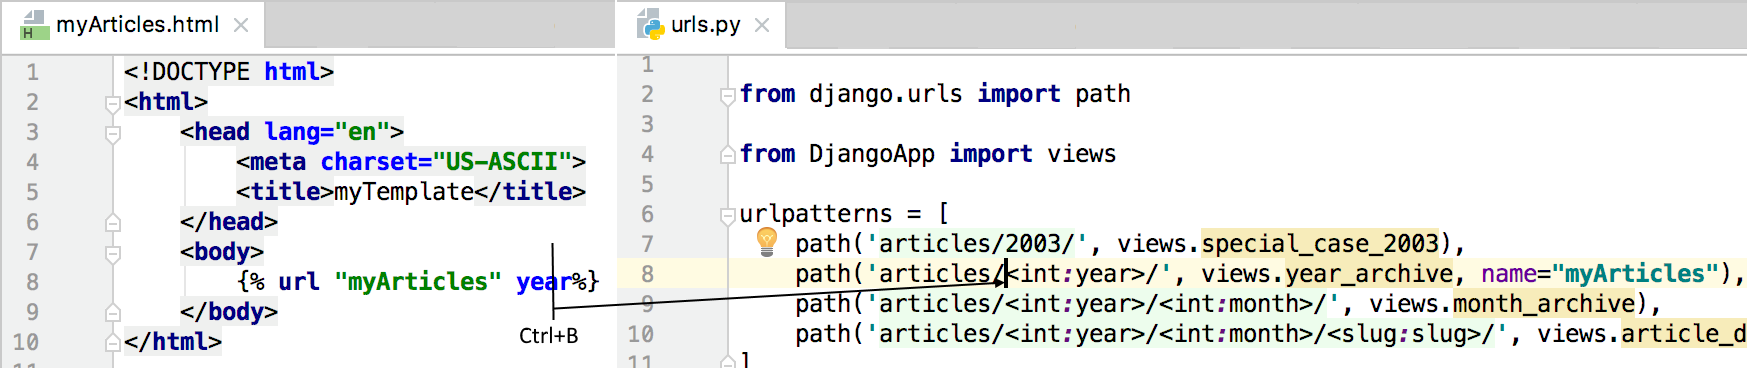 myArticles.html
1 <!DOCTYPE html>
2 <html>
3 <head lang="en">
4 <meta charset="US-ASCII">
5 <title>myTemplate</title>
6 </head>
7 <body>
8 {% url "myArticles" year%}
9 </body>
10 </html>
11
Ctrl+B
urls.py
1
2 from django.urls import path
3
4 from DjangoApp import views
5
6 urlpatterns = [
7 path('articles/2003/', views.special_case_2003),
8 path('articles/<int:year>/', views.year_archive, name="myArticles"),
9 path('articles/<int:year>/<int:month>/', views.month_archive),
10 path('articles/<int:year>/<int:month>/<slug:slug>/', views.article_d
11 ]